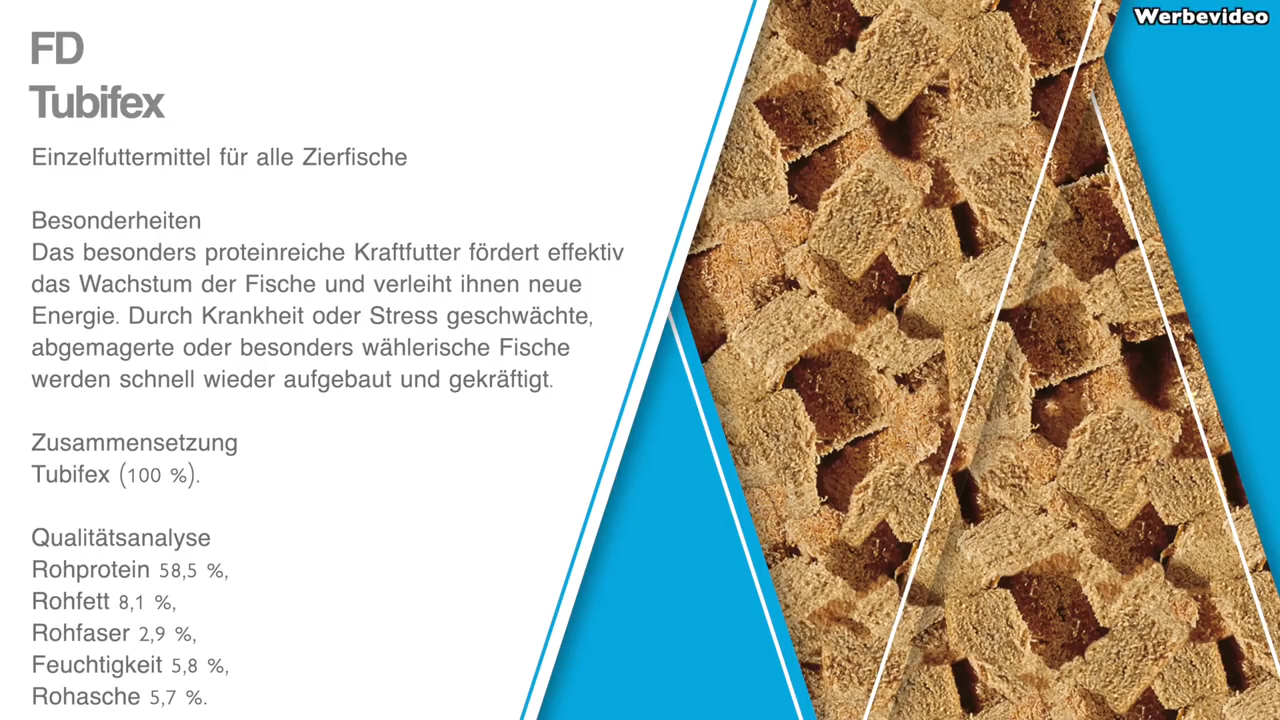 Werbevideo
FD
Tubifex
Einzelfuttermittel für alle Zierfische
Besonderheiten
Das besonders proteinreiche Kraftfutter fördert effektiv
das Wachstum der Fische und verleiht ihnen neue
Energie. Durch Krankheit oder Stress geschwächte,
abgemagerte oder besonders wählerische Fische
werden schnell wieder aufgebaut und gekräftigt.
Zusammensetzung
Tubifex (100 %).
Qualitätsanalyse
Rohprotein 58,5 %,
Rohfett 8,1 %,
Rohfaser 2,9 %,
Feuchtigkeit 5,8 %,
Rohasche 5,7 %.